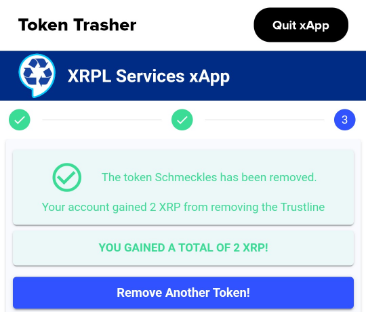 Token Trasher
Quit xApp
XRPL Services xApp
3
The token Schmeckles has been removed.
Your account gained 2 XRP from removing the Trustline
YOU GAINED A TOTAL OF 2 XRP!
Remove Another Token!